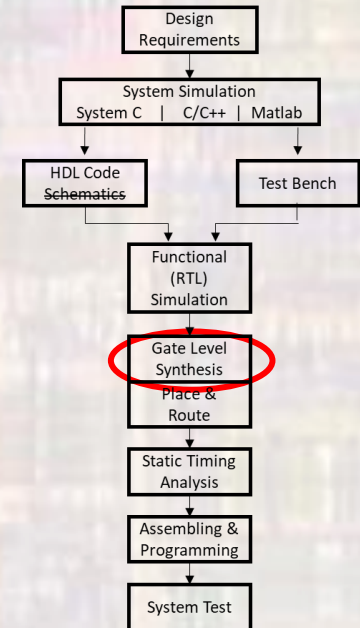 Design
Requirements
System Simulation
System C | C/C++ | Matlab
HDL Code
Schematics
Test Bench
Functional
(RTL)
Simulation
Gate Level
Synthesis
Place &
Route
Static Timing
Analysis
Assembling &
Programming
System Test